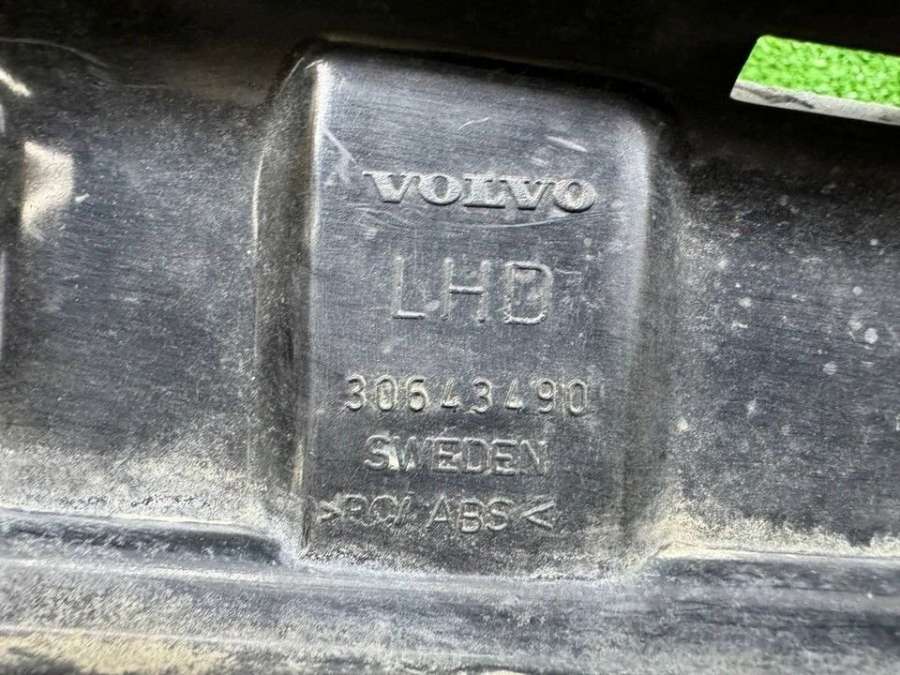 VOLVO
LHD
30643490
SWEDEN
>PC/ABS<